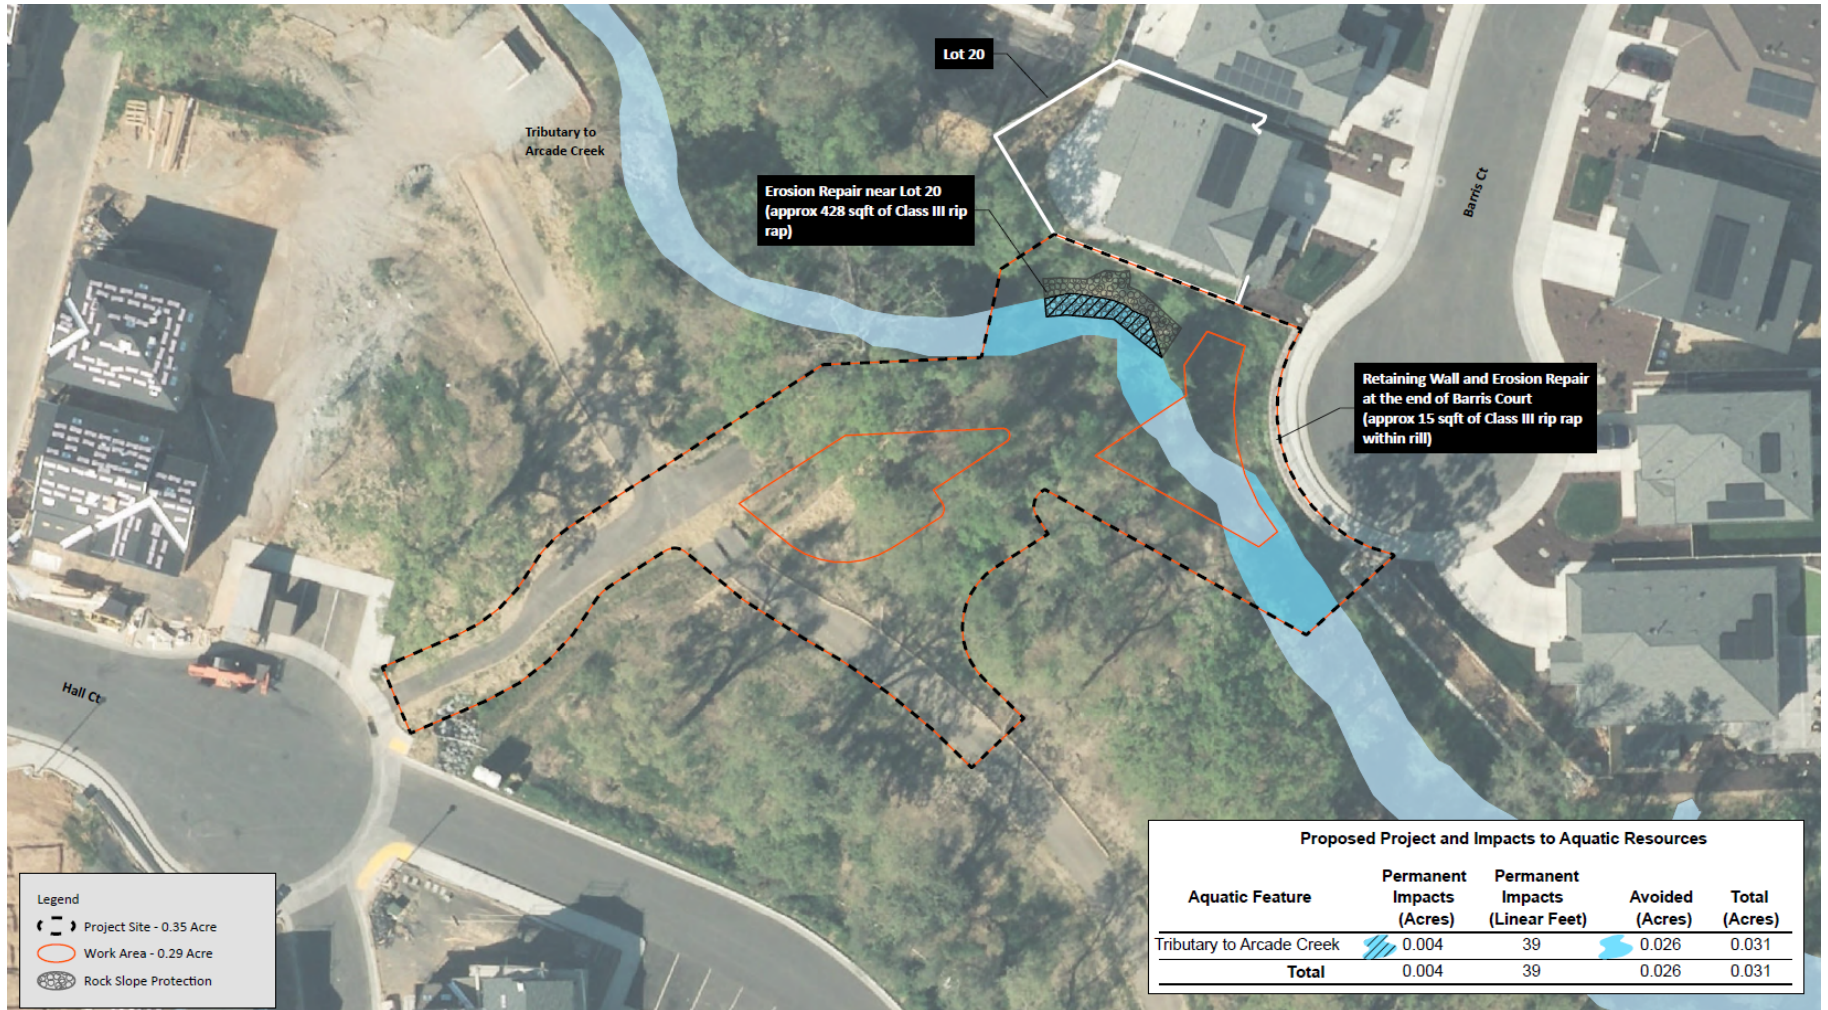 Lot 20
Tributary to
Arcade Creek
Erosion Repair near Lot 20
(approx 428 sqft of Class III rip
rap)
Barris Ct
Retaining Wall and Erosion Repair
at the end of Barris Court
(approx 15 sqft of Class III rip rap
within rill)
Hall Ct
Legend
Project Site - 0.35 Acre
Work Area - 0.29 Acre
Rock Slope Protection
Proposed Project and Impacts to Aquatic Resources
Aquatic Feature
Permanent
Impacts
(Acres)
Permanent
Impacts
(Linear Feet)
Avoided
(Acres)
Total
(Acres)
Tributary to Arcade Creek 0.004 39 0.026 0.031
Total 0.004 39 0.026 0.031